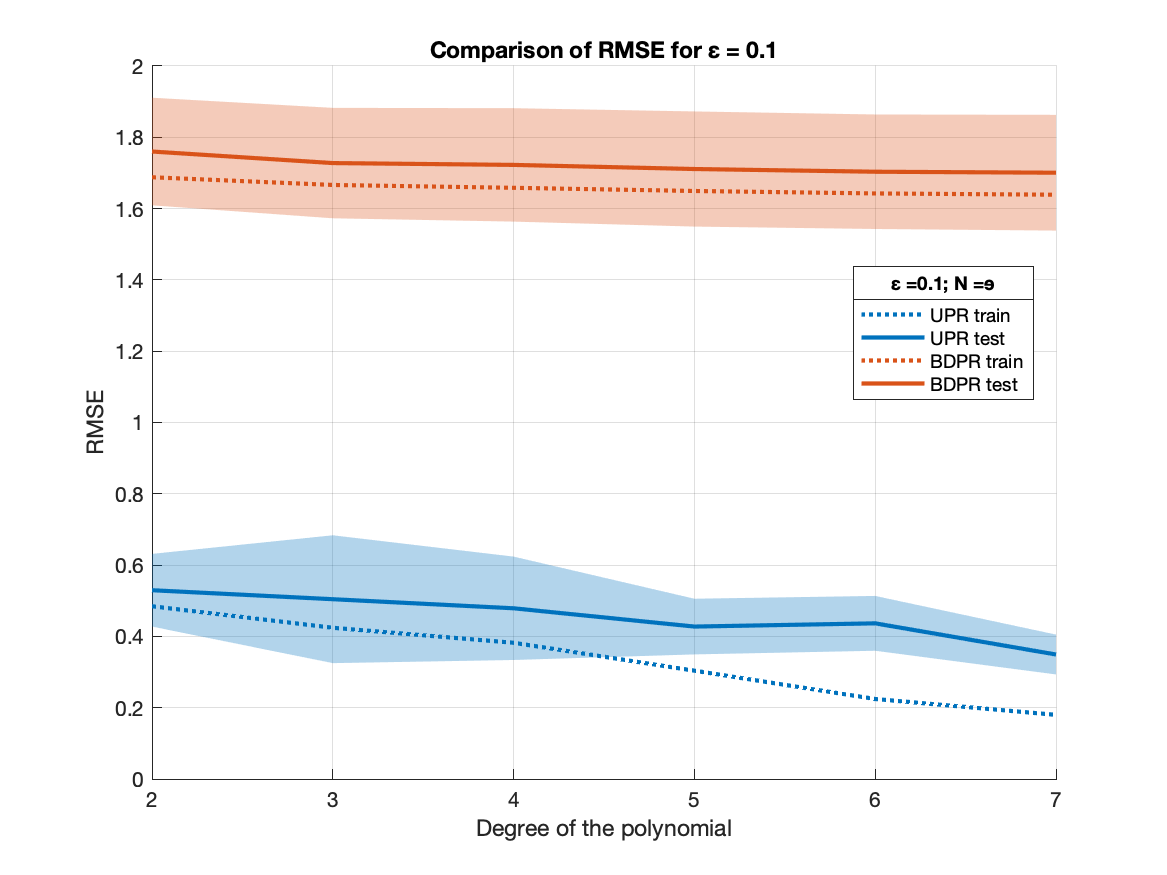 Comparison of RMSE for ε = 0.1
2
1.8
1.6
1.4
1.2
1
0.8
0.6
0.4
0.2
0
RMSE
ε =0.1; N =
UPR train
UPR test
BDPR train
BDPR test
2 3 4 5 6 7
Degree of the polynomial